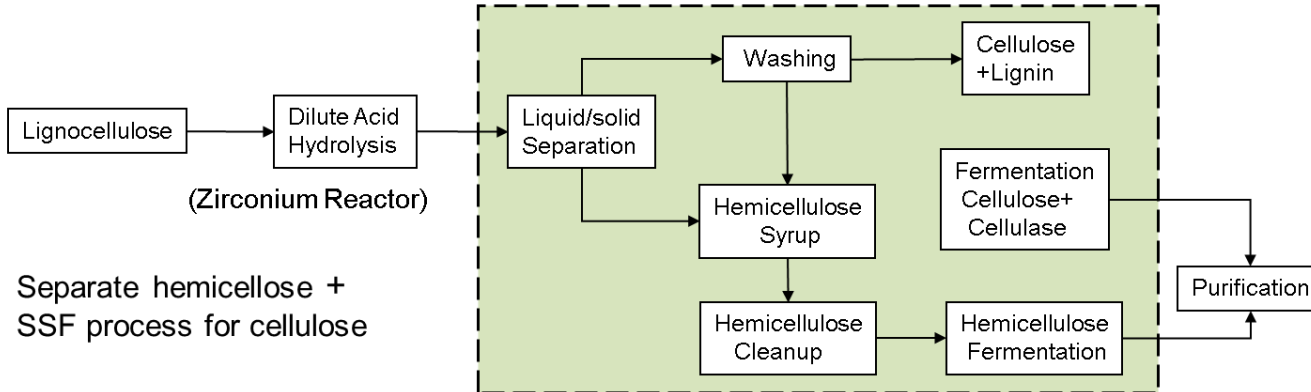 Lignocellulose
Dilute Acid
Hydrolysis
(Zirconium Reactor)
Liquid/solid
Separation
Washing
Cellulose
+Lignin
Hemicellulose
Syrup
Fermentation
Cellulose+
Cellulase
Hemicellulose
Cleanup
Hemicellulose
Fermentation
Purification
Separate hemicellose +
SSF process for cellulose